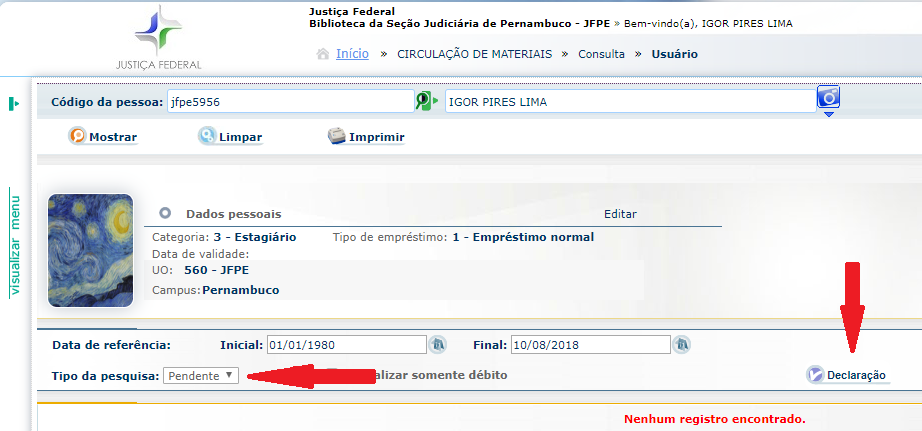 Justiça Federal
Biblioteca da Seção Judiciária de Pernambuco - JFPE » Bem-vindo(a), IGOR PIRES LIMA
JUSTIÇA FEDERAL
Início » CIRCULAÇÃO DE MATERIAIS » Consulta » Usuário
Código da pessoa: jfpe5956 IGOR PIRES LIMA
Mostrar Limpar Imprimir
visualizar menu
Dados pessoais Editar
Categoria: 3 - Estagiário Tipo de empréstimo: 1 - Empréstimo normal
Data de validade:
UO: 560 - JFPE
Campus: Pernambuco
Data de referência: Inicial: 01/01/1980 Final: 10/08/2018
Tipo da pesquisa: Pendente alizar somente débito Declaração
Nenhum registro encontrado.